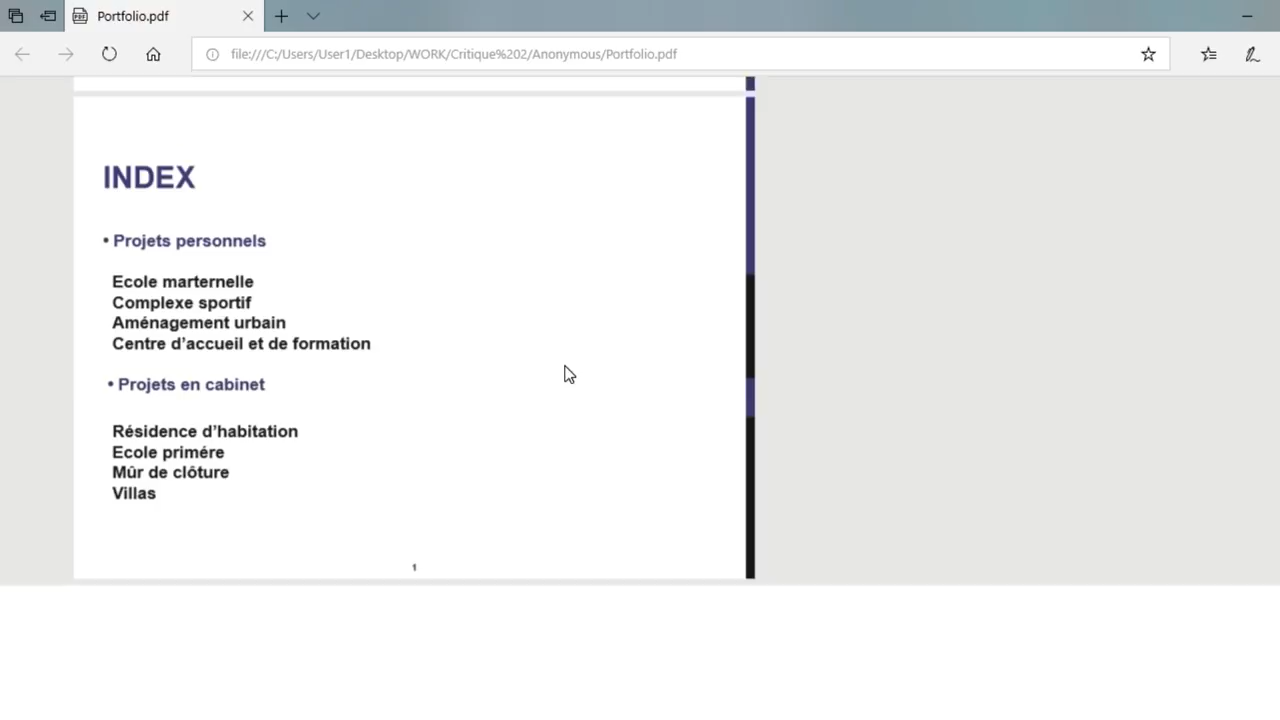 Portfolio.pdf
file:///C:/Users/User1/Desktop/WORK/Critique%202/Anonymous/Portfolio.pdf
INDEX
• Projets personnels
Ecole marternelle
Complexe sportif
Aménagement urbain
Centre d'accueil et de formation
• Projets en cabinet
Résidence d'habitation
Ecole primére
Mûr de clôture
Villas
1